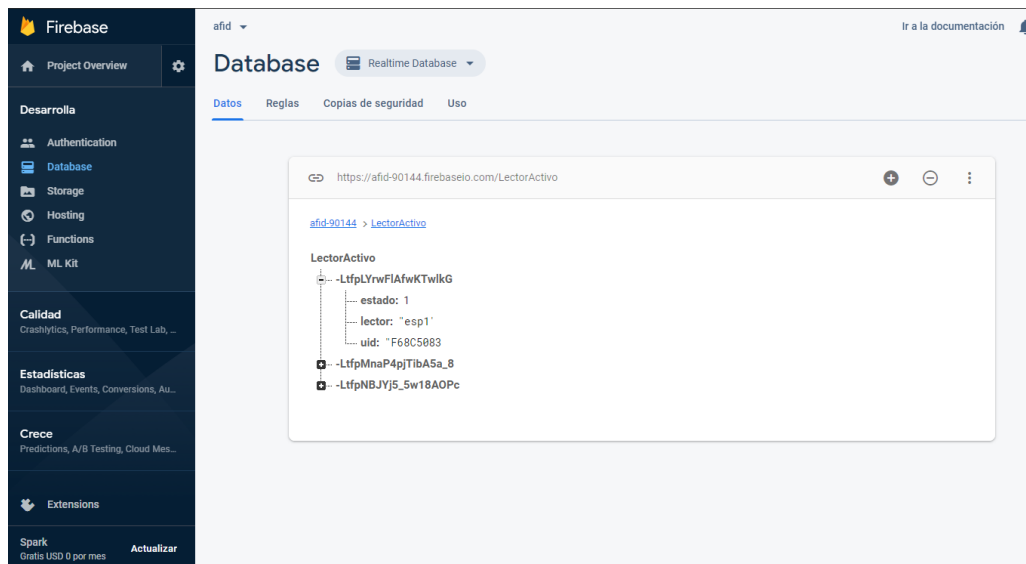 Firebase
Project Overview
Desarrolla
Authentication
Database
Storage
Hosting
Functions
ML Kit
Calidad
Crashlytics, Performance, Test Lab, ...
Estadísticas
Dashboard, Events, Conversions, Au...
Crece
Predictions, A/B Testing, Cloud Mes...
Extensions
Spark
Gratis USD 0 por mes
Actualizar
afid
Ir a la documentación
Database
Realtime Database
Datos Reglas Copias de seguridad Uso
https://afid-90144.firebaseio.com/LectorActivo
afid-90144 > LectorActivo
LectorActivo
-LtfpLYrwFlAfwKTwlkG
estado: 1
lector: "esp1'
uid: "F68C5083
-LtfpMnaP4pjTibA5a_8
-LtfpNBJYj5_5w18AOPc